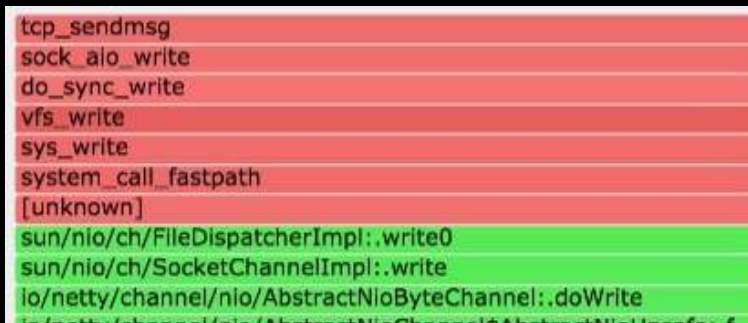 tcp_sendmsg
sock_aio_write
do_sync_write
vfs_write
sys_write
system_call_fastpath
[unknown]
sun/nio/ch/FileDispatcherImpl:.write0
sun/nio/ch/SocketChannelImpl:.write
io/netty/channel/nio/AbstractNioByteChannel:.doWrite